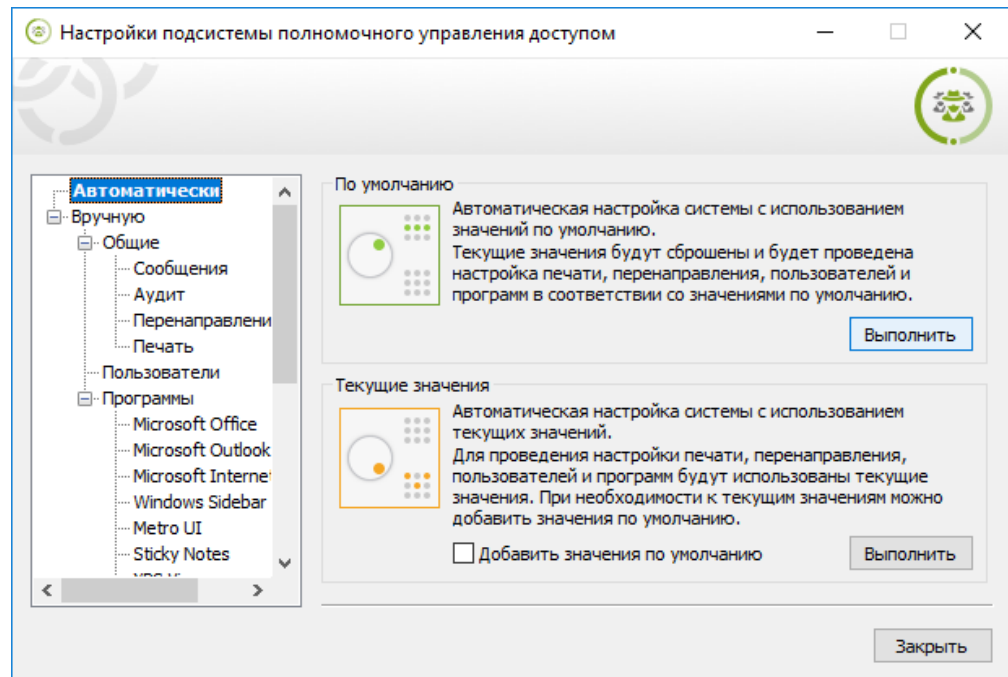 Настройки подсистемы полномочного управления доступом
Автоматически
Вручную
Общие
Сообщения
Аудит
Перенаправлени
Печать
Пользователи
Программы
Microsoft Office
Microsoft Outlook
Microsoft Interne
Windows Sidebar
Metro UI
Sticky Notes
По умолчанию
Автоматическая настройка системы с использованием
значений по умолчанию.
Текущие значения будут сброшены и будет проведена
настройка печати, перенаправления, пользователей и
программ в соответствии со значениями по умолчанию.
Выполнить
Текущие значения
Автоматическая настройка системы с использованием
текущих значений.
Для проведения настройки печати, перенаправления,
пользователей и программ будут использованы текущие
значения. При необходимости к текущим значениям можно
добавить значения по умолчанию.
Добавить значения по умолчанию
Выполнить
Закрыть